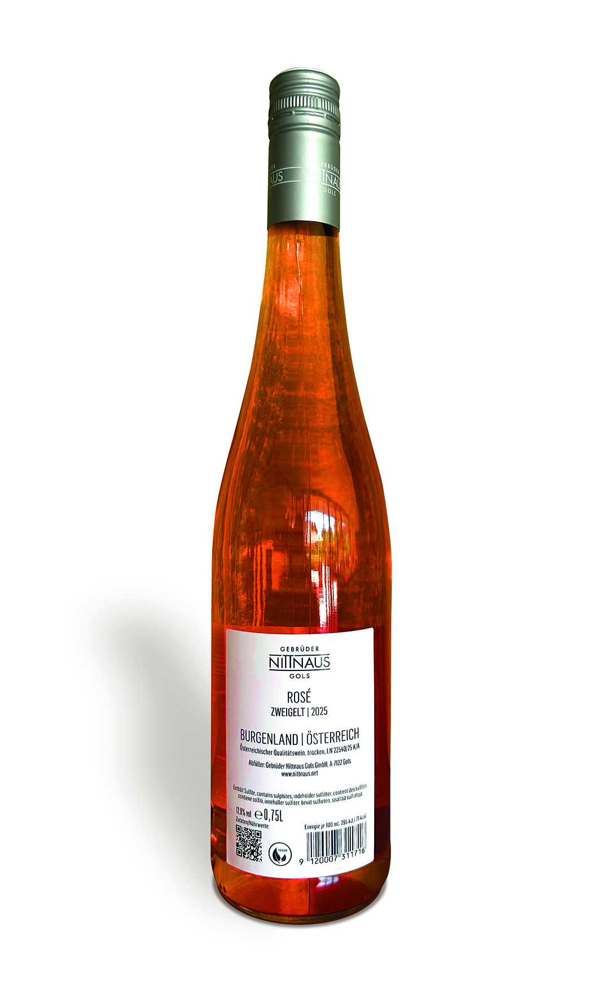 GEBRÜDER
AUS NITTNAUS
GOLS
GEBRÜDER
NITTNAUS
GOLS
ROSÉ
ZWEIGELT | 2025
BURGENLAND | ÖSTERREICH
Österreichischer Qualitätswein, trocken, LN 22540/25 K/A
Abfüller: Gebrüder Nittnaus Gols GmbH, A-7122 Gols
www.nittnaus.net
Enthält Sulfite, contains sulphites, indeholder sulfitter, contient des sulfites,
contiene solfiti, innehaller sulfiter, bevat sulfieten, sisältää sulfiitteja
12,0% vol e 0,75L
Zutaten/Nährwerte:
Energie je 100 ml: 295 kJ / 71 kcal
VEGAN
9 120007 311716